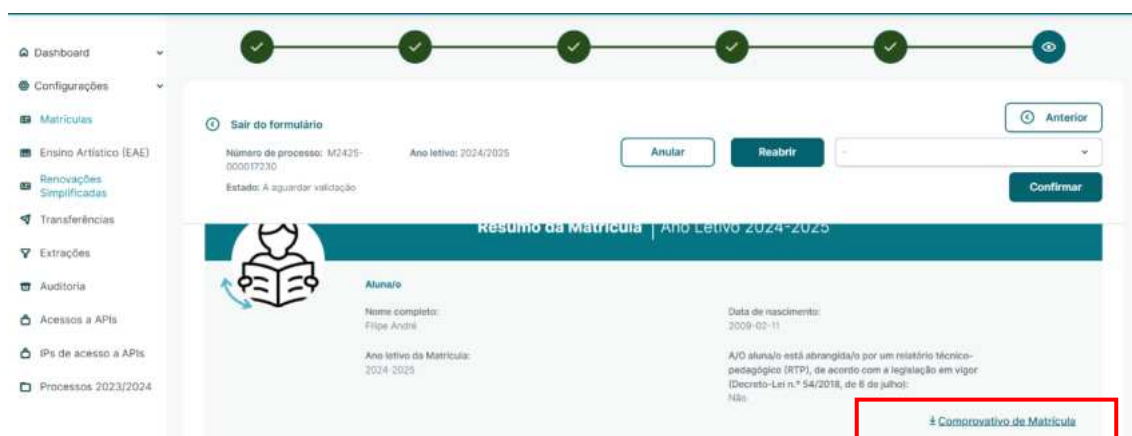 Dashboard
Configurações
Matrículas
Ensino Artístico (EAE)
Renovações
Simplificadas
Transferências
Extrações
Auditoria
Acessos a APIs
IPs de acesso a APIs
Processos 2023/2024
Sair do formulário
Anterior
Número de processo: M2425-
000017230
Ano letivo: 2024/2025
Estado: A aguardar validação
Anular
Reabrir
-
Confirmar
Resumo da Matrícula | Ano Letivo 2024-2025
Aluna/o
Nome completo:
Filipe André
Data de nascimento:
2009-02-11
Ano letivo da Matrícula:
2024-2025
A/O aluna/o está abrangida/o por um relatório técnico-
pedagógico (RTP), de acordo com a legislação em vigor
(Decreto-Lei n.º 54/2018, de 6 de julho):
Não
Comprovativo de Matrícula